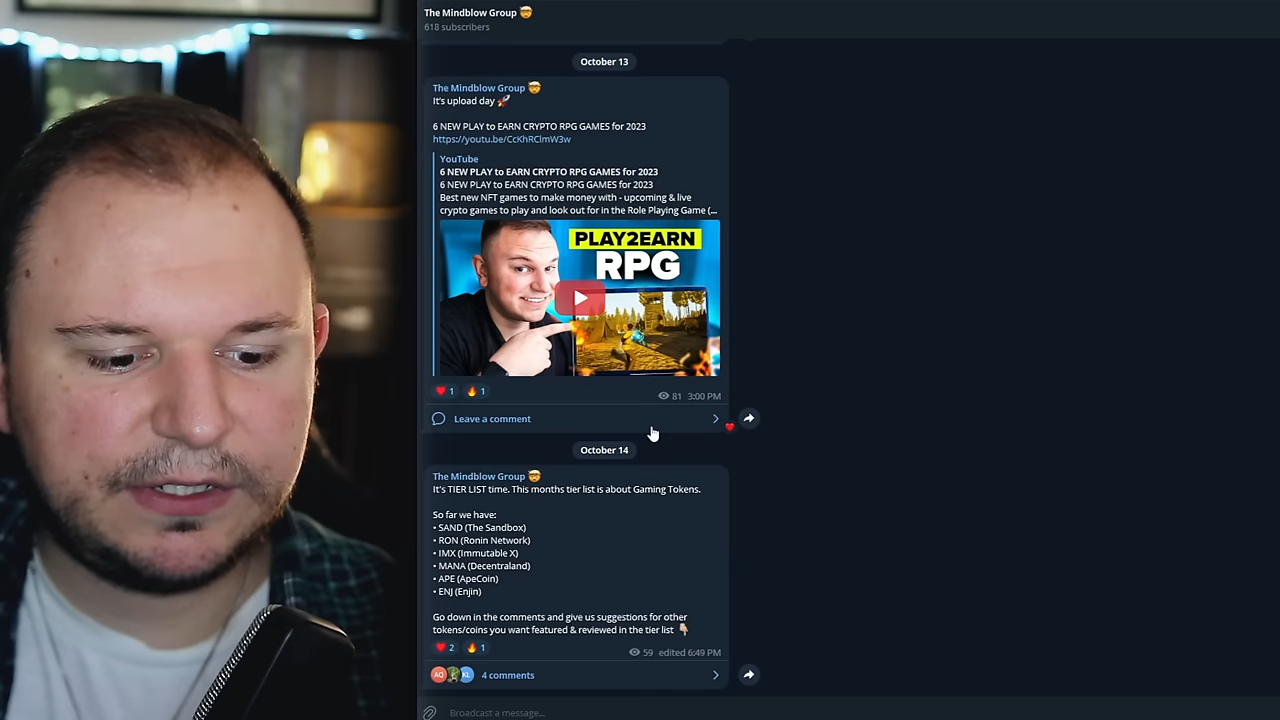 The Mindblow Group 🤯
618 subscribers
October 13
The Mindblow Group 🤯
It's upload day 🚀
6 NEW PLAY to EARN CRYPTO RPG GAMES for 2023
https://youtu.be/CcKhRClmW3w
YouTube
6 NEW PLAY to EARN CRYPTO RPG GAMES for 2023
6 NEW PLAY to EARN CRYPTO RPG GAMES for 2023
Best new NFT games to make money with - upcoming & live
crypto games to play and look out for in the Role Playing Game (...
PLAY2EARN
RPG
❤️ 1 🔥 1
81 3:00 PM
Leave a comment
October 14
The Mindblow Group 🤯
It's TIER LIST time. This months tier list is about Gaming Tokens.
So far we have:
• SAND (The Sandbox)
• RON (Ronin Network)
• IMX (Immutable X)
• MANA (Decentraland)
• APE (ApeCoin)
• ENJ (Enjin)
Go down in the comments and give us suggestions for other
tokens/coins you want featured & reviewed in the tier list 👇🏼
❤️ 2 🔥 1
59 edited 6:49 PM
AQ KL 4 comments
Broadcast a message...